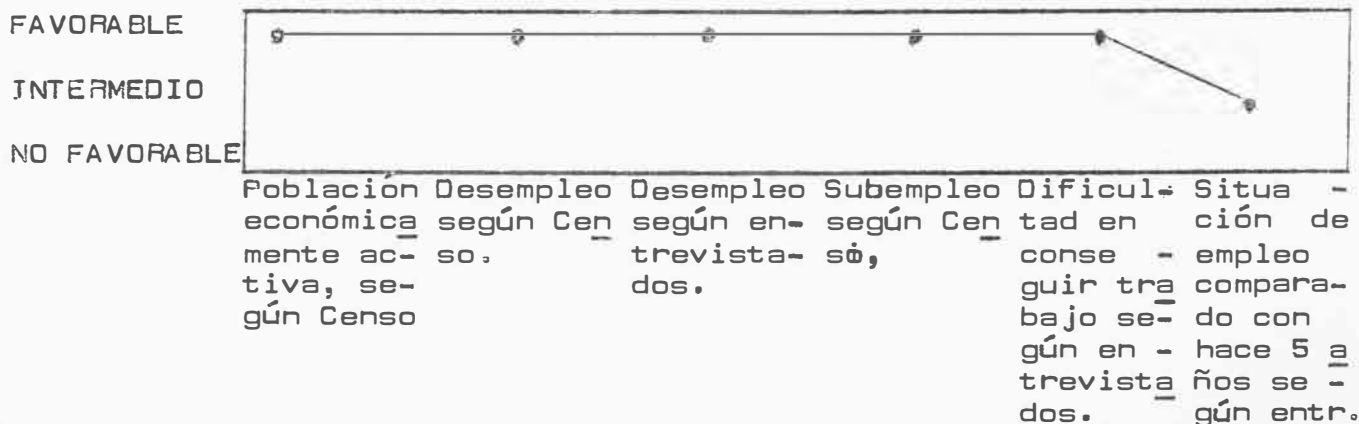 FAVORABLE
INTERMEDIO
NO FAVORABLE
Población
económica
mente ac-
tiva, se-
gún Censo
Desempleo
según Cen
so.
Desempleo
según en-
trevista-
dos.
Subempleo
según Cen
so,
Dificul-
tad en
conse -
guir tra
bajo se-
gún en -
trevista
dos.
Situa -
ción de
empleo
compara-
do con
hace 5 a
ños se -
gún entr.